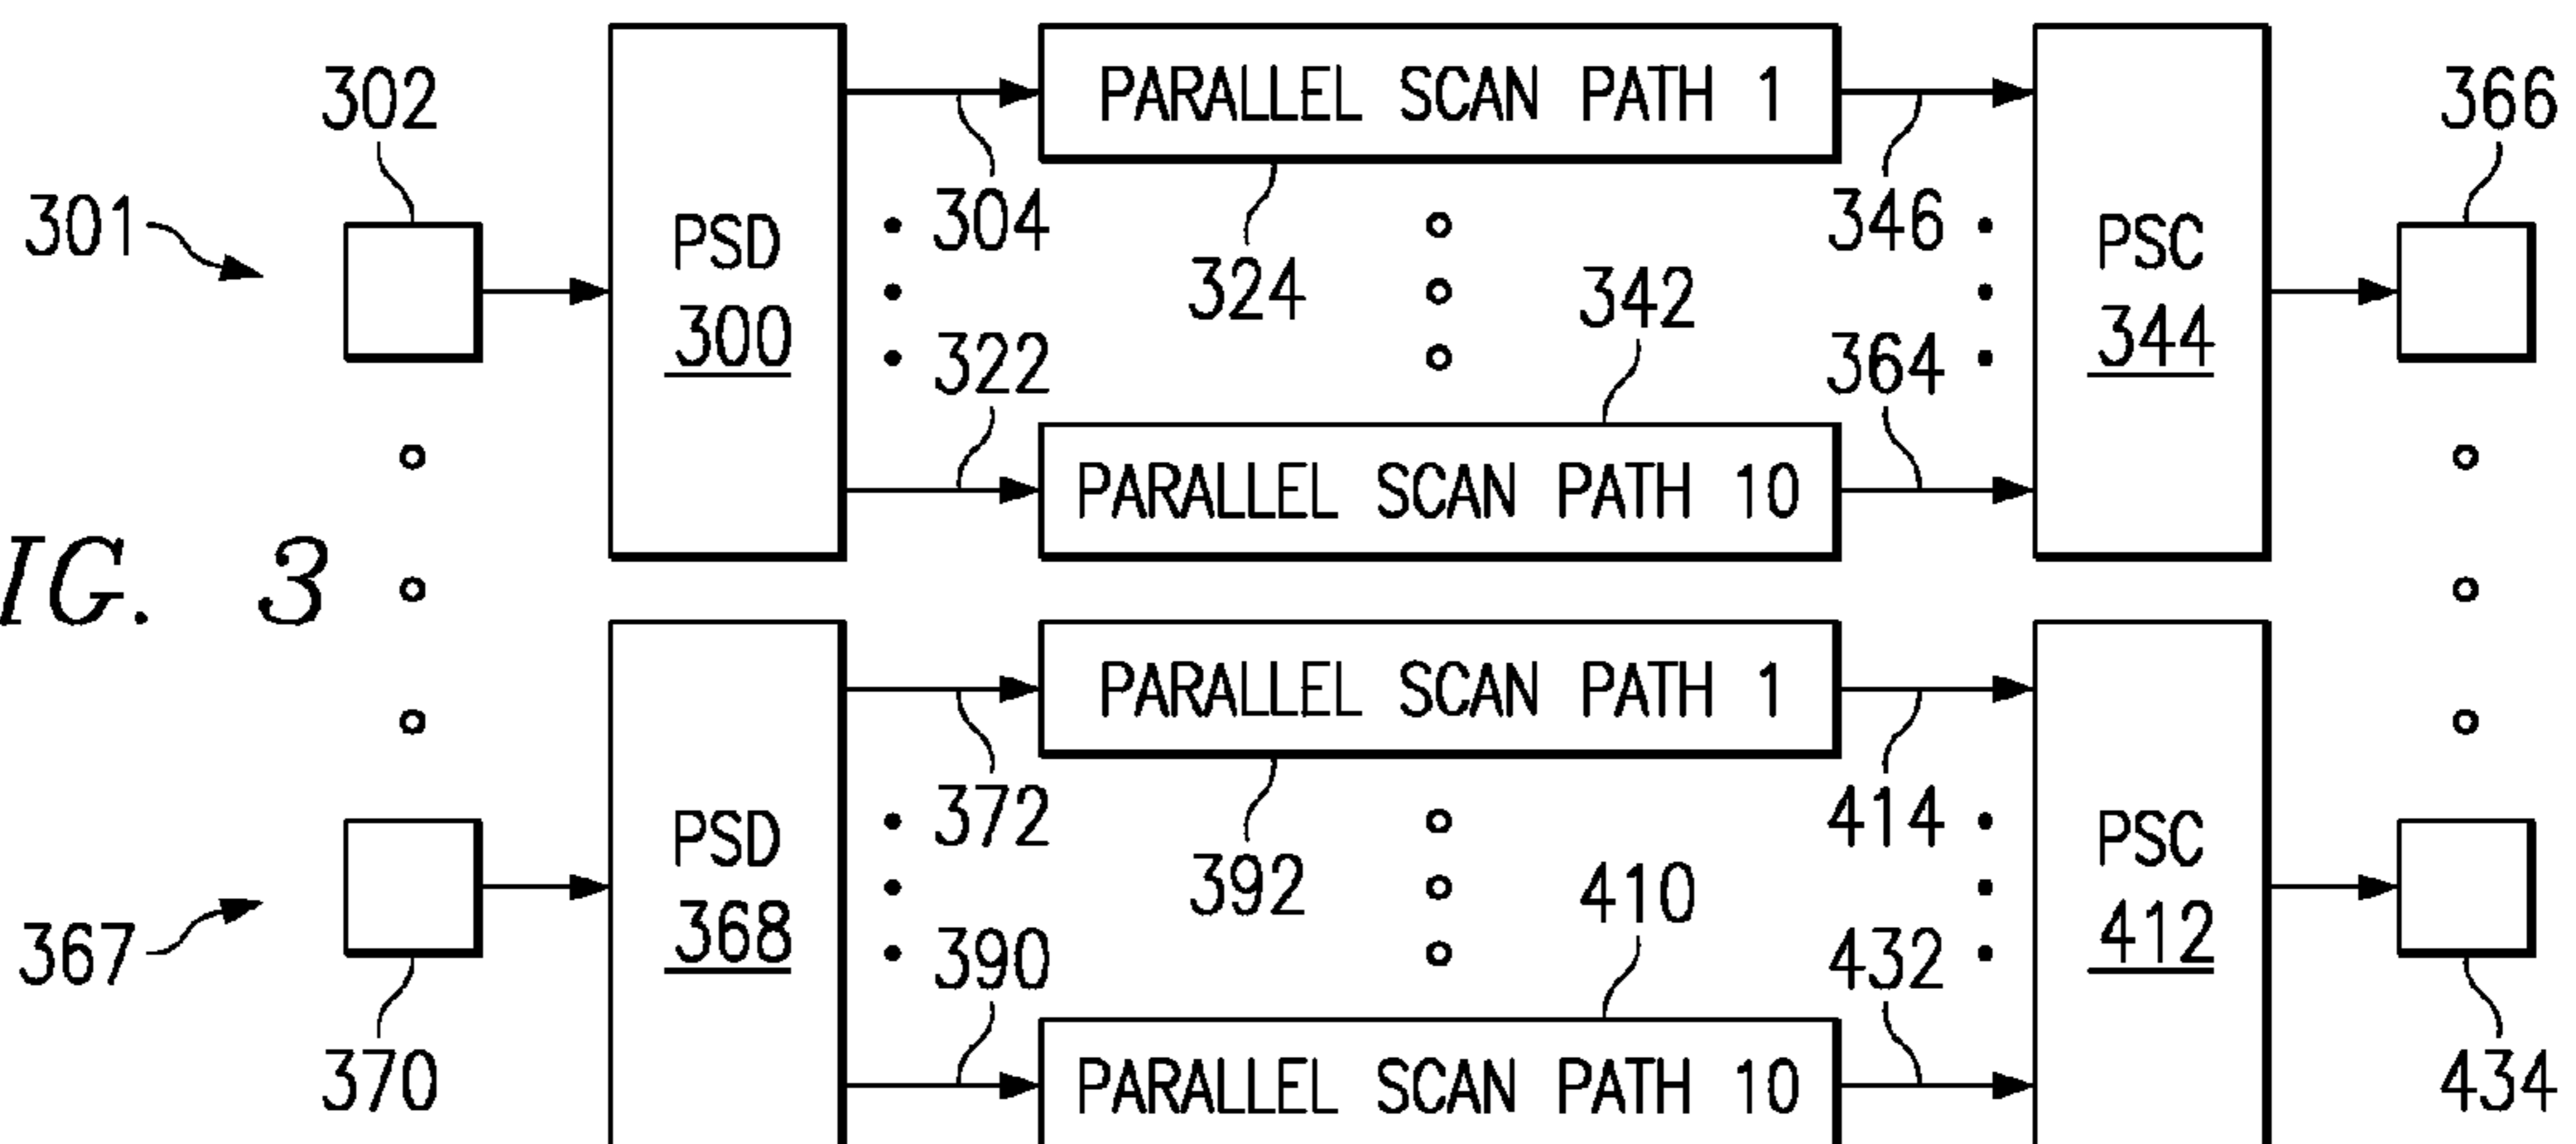 302
PARALLEL SCAN PATH 1
366
301
304
346
PSD
300
324
342
PSC
344
322
364
PARALLEL SCAN PATH 10
IG. 3
PARALLEL SCAN PATH 1
372
414
PSD
368
392
410
PSC
412
367
390
432
370
PARALLEL SCAN PATH 10
434